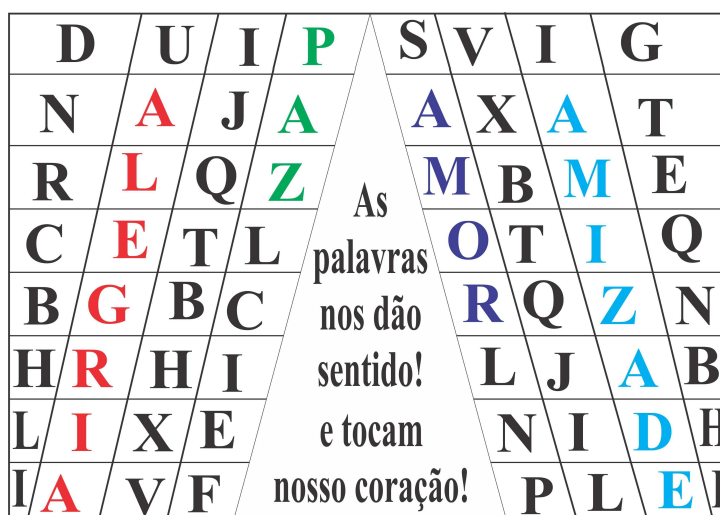 D U I P S V I G
N A J A A X A T
R L Q Z M B M E
C E T L O T I Q
B G B C R Q Z N
H R H I L J A B
L I X E N I D H
I A V F P L E
As
palavras
nos dão
sentido!
e tocam
nosso coração!